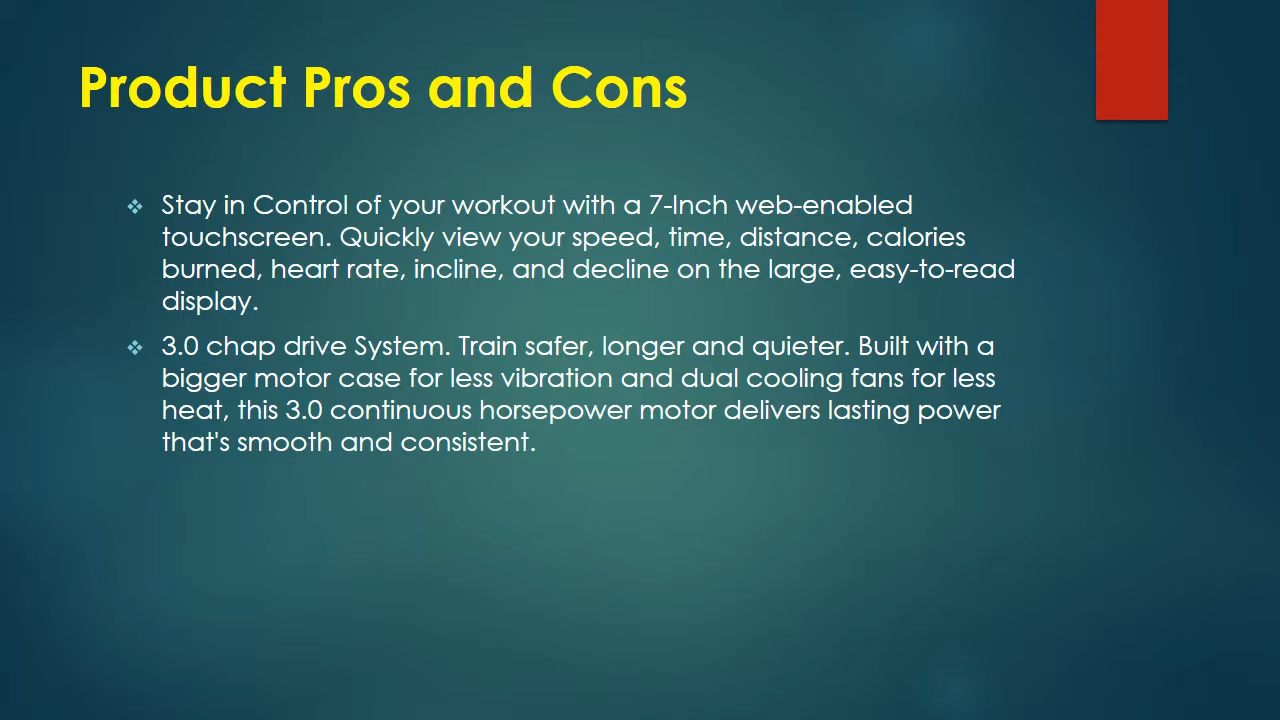 Product Pros and Cons
❖ Stay in Control of your workout with a 7-Inch web-enabled
touchscreen. Quickly view your speed, time, distance, calories
burned, heart rate, incline, and decline on the large, easy-to-read
display.
❖ 3.0 chap drive System. Train safer, longer and quieter. Built with a
bigger motor case for less vibration and dual cooling fans for less
heat, this 3.0 continuous horsepower motor delivers lasting power
that's smooth and consistent.